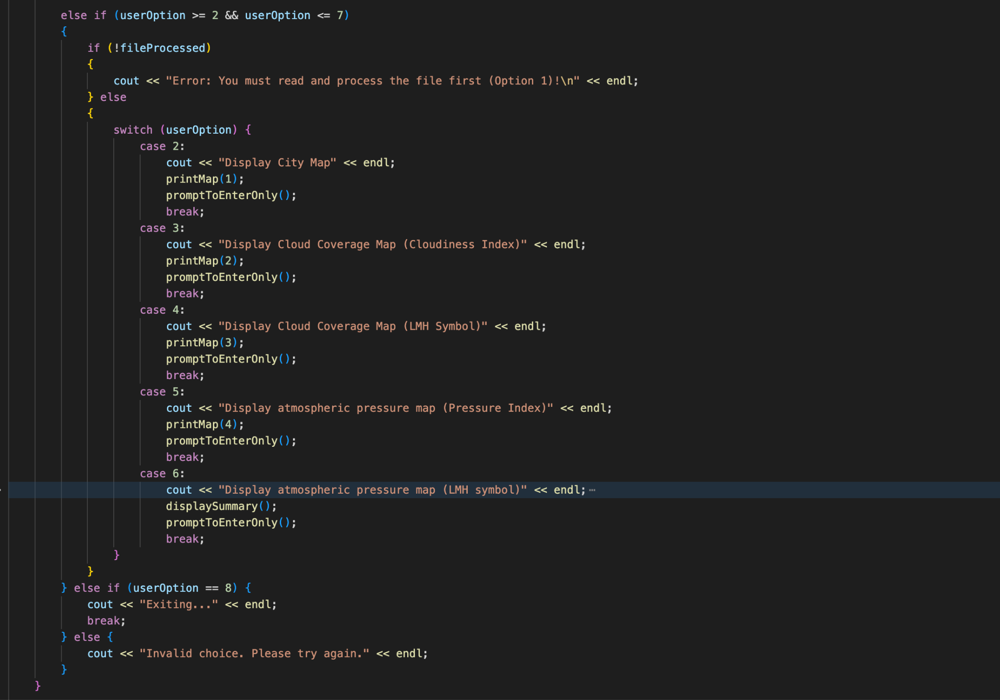 else if (userOption >= 2 && userOption <= 7)
{
if (!fileProcessed)
{
cout << "Error: You must read and process the file first (Option 1)!\n" << endl;
} else
{
switch (userOption) {
case 2:
cout << "Display City Map" << endl;
printMap(1);
promptToEnterOnly();
break;
case 3:
cout << "Display Cloud Coverage Map (Cloudiness Index)" << endl;
printMap(2);
promptToEnterOnly();
break;
case 4:
cout << "Display Cloud Coverage Map (LMH Symbol)" << endl;
printMap(3);
promptToEnterOnly();
break;
case 5:
cout << "Display atmospheric pressure map (Pressure Index)" << endl;
printMap(4);
promptToEnterOnly();
break;
case 6:
cout << "Display atmospheric pressure map (LMH symbol)" << endl;⋯
displaySummary();
promptToEnterOnly();
break;
}
}
} else if (userOption == 8) {
cout << "Exiting..." << endl;
break;
} else {
cout << "Invalid choice. Please try again." << endl;
}
}